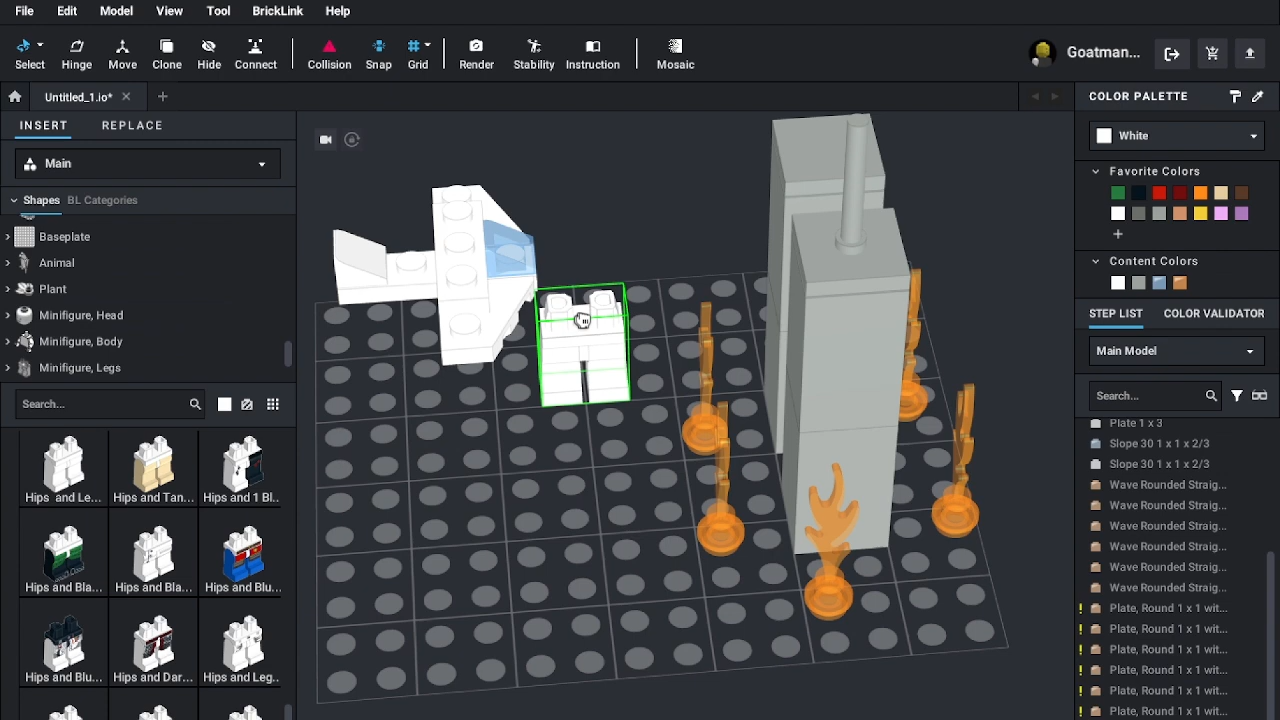 File Edit Model View Tool BrickLink Help
Select Hinge Move Clone Hide Connect Collision Snap Grid Render Stability Instruction Mosaic Goatman...
Untitled_1.io*
INSERT REPLACE
Main
Shapes BL Categories
Baseplate
Animal
Plant
Minifigure, Head
Minifigure, Body
Minifigure, Legs
Search...
Hips and Le... Hips and Tan... Hips and 1 Bl...
Hips and Bla... Hips and Bla... Hips and Blu...
Hips and Blu... Hips and Dar... Hips and Leg...
COLOR PALETTE
White
Favorite Colors
Content Colors
STEP LIST COLOR VALIDATOR
Main Model
Search...
Plate 1 x 3
Slope 30 1 x 1 x 2/3
Slope 30 1 x 1 x 2/3
Wave Rounded Straig...
Wave Rounded Straig...
Wave Rounded Straig...
Wave Rounded Straig...
Wave Rounded Straig...
Wave Rounded Straig...
! Plate, Round 1 x 1 wit...
! Plate, Round 1 x 1 wit...
! Plate, Round 1 x 1 wit...
! Plate, Round 1 x 1 wit...
! Plate, Round 1 x 1 wit...
! Plate, Round 1 x 1 wit...